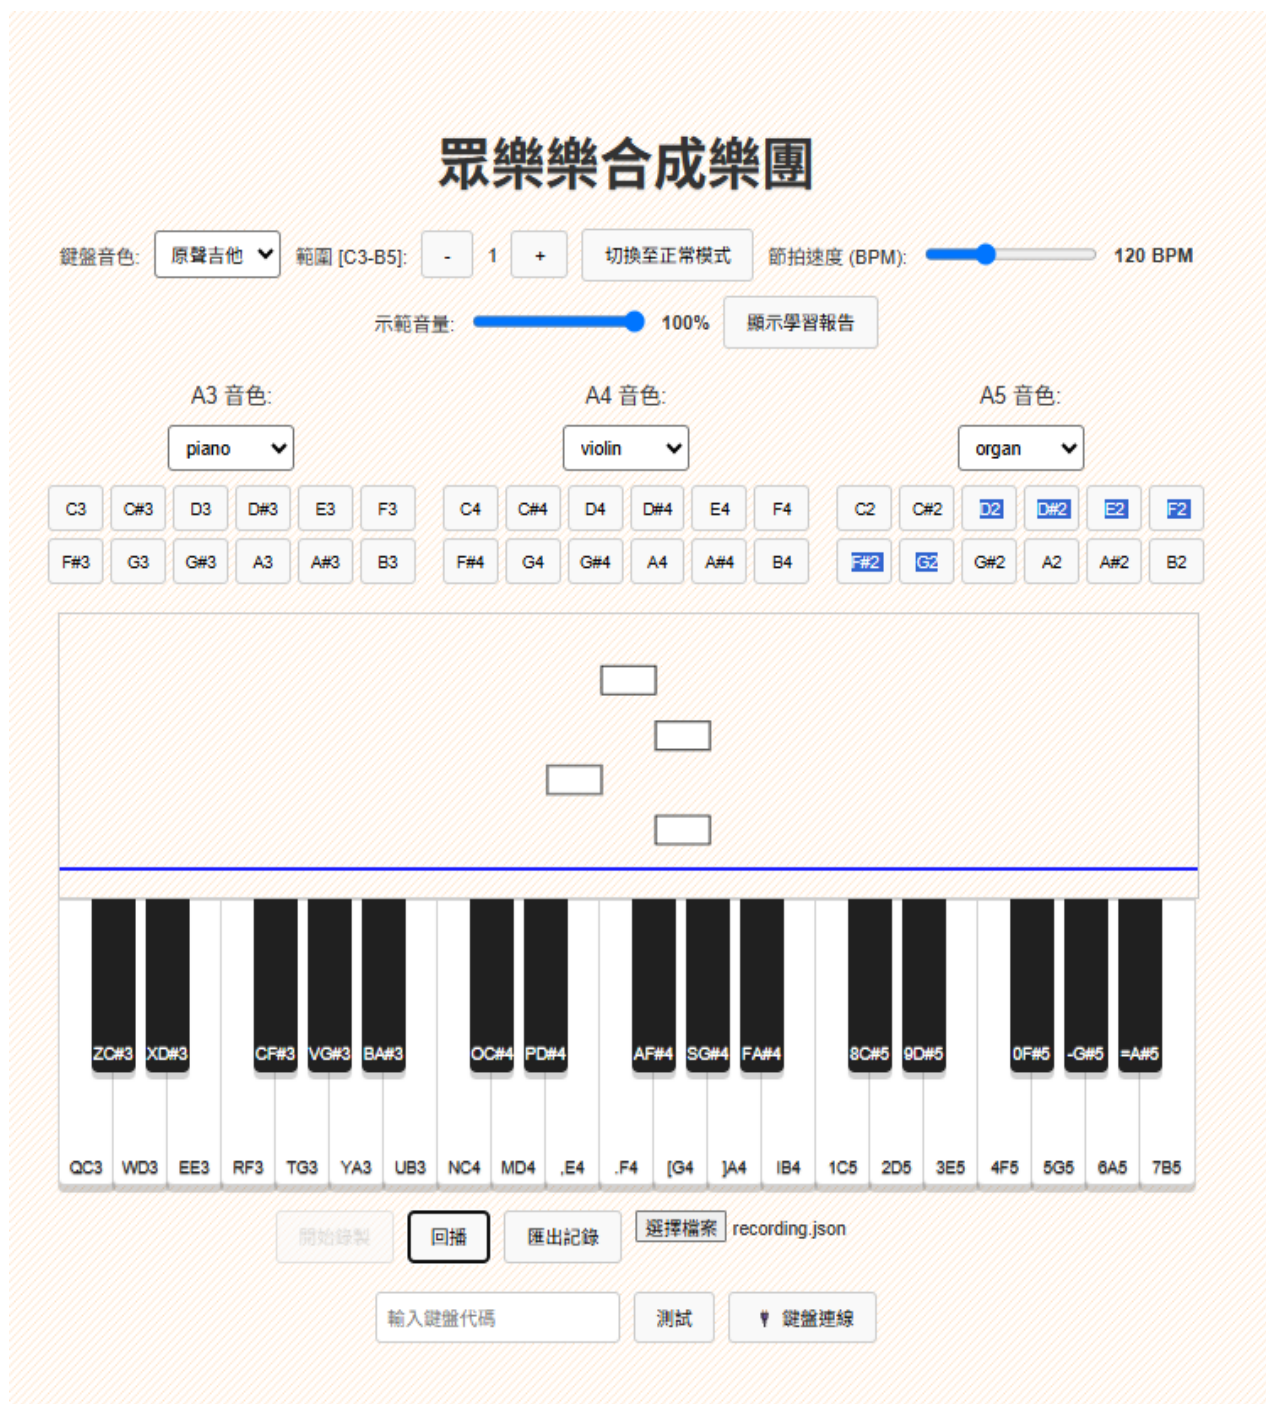 眾樂樂合成樂團
鍵盤音色: 原聲吉他 範圍 [C3-B5]: - 1 + 切換至正常模式 節拍速度 (BPM): 120 BPM
示範音量: 100% 顯示學習報告
A3 音色: A4 音色: A5 音色:
piano violin organ
C3 C#3 D3 D#3 E3 F3 C4 C#4 D4 D#4 E4 F4 C2 C#2 D2 D#2 E2 F2
F#3 G3 G#3 A3 A#3 B3 F#4 G4 G#4 A4 A#4 B4 F#2 G2 G#2 A2 A#2 B2
ZC#3 XD#3 CF#3 VG#3 BA#3 OC#4 PD#4 AF#4 SG#4 FA#4 8C#5 9D#5 0F#5 -G#5 =A#5
QC3 WD3 EE3 RF3 TG3 YA3 UB3 NC4 MD4 ,E4 .F4 [G4 ]A4 IB4 1C5 2D5 3E5 4F5 5G5 6A5 7B5
開始錄製 回播 匯出記錄 選擇檔案 recording.json
輸入鍵盤代碼 測試 鍵盤連線